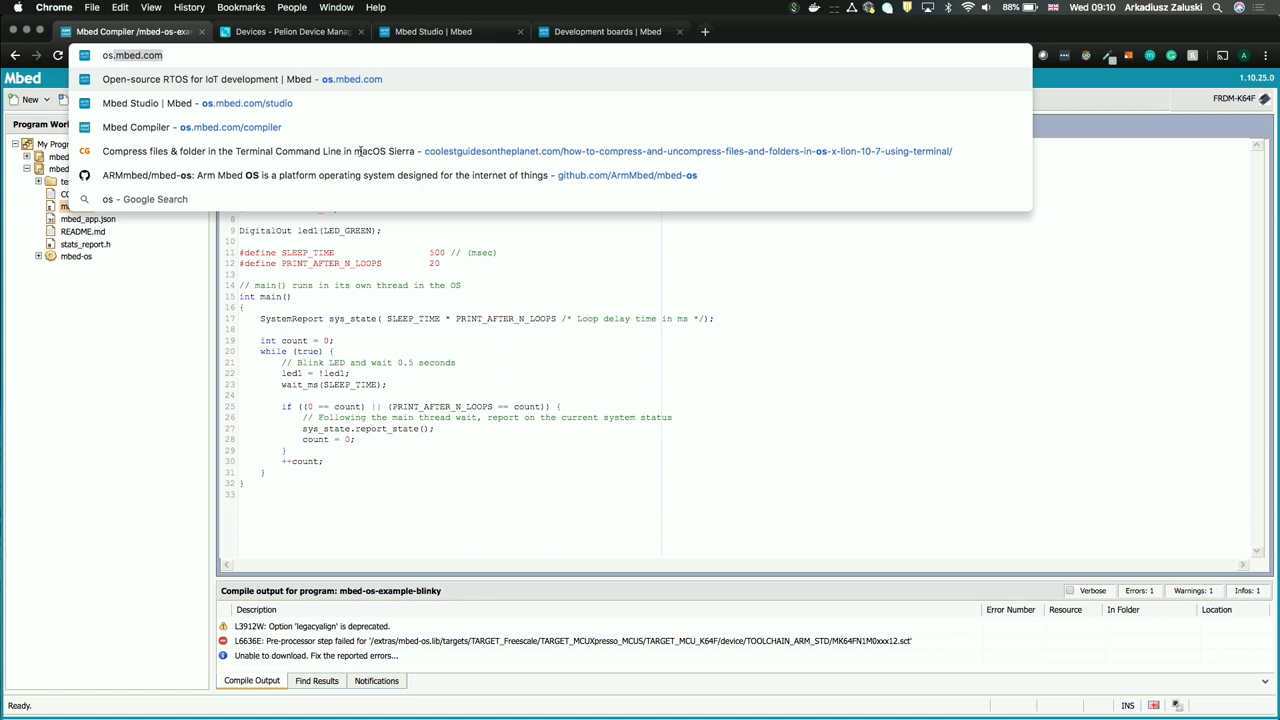 Chrome File Edit View History Bookmarks People Window Help 88% Wed 09:10 Arkadiusz Zaluski
Mbed Compiler /mbed-os-exa Devices - Pelion Device Manag Mbed Studio | Mbed Development boards | Mbed
os.mbed.com
Open-source RTOS for IoT development | Mbed - os.mbed.com
Mbed Studio | Mbed - os.mbed.com/studio
Mbed Compiler - os.mbed.com/compiler
Compress files & folder in the Terminal Command Line in macOS Sierra - coolestguidesontheplanet.com/how-to-compress-and-uncompress-files-and-folders-in-os-x-lion-10-7-using-terminal/
ARMmbed/mbed-os: Arm Mbed OS is a platform operating system designed for the internet of things - github.com/ArmMbed/mbed-os
os - Google Search
Mbed 1.10.25.0
New FRDM-K64F
Program Wor
My Prog
mbed
mbed
te
CO
m
mbed_app.json
README.md
stats_report.h
mbed-os
8
9 DigitalOut led1(LED_GREEN);
10
11 #define SLEEP_TIME 500 // (msec)
12 #define PRINT_AFTER_N_LOOPS 20
13
14 // main() runs in its own thread in the OS
15 int main()
16 {
17 SystemReport sys_state( SLEEP_TIME * PRINT_AFTER_N_LOOPS /* Loop delay time in ms */);
18
19 int count = 0;
20 while (true) {
21 // Blink LED and wait 0.5 seconds
22 led1 = !led1;
23 wait_ms(SLEEP_TIME);
24
25 if ((0 == count) || (PRINT_AFTER_N_LOOPS == count)) {
26 // Following the main thread wait, report on the current system status
27 sys_state.report_state();
28 count = 0;
29 }
30 ++count;
31 }
32 }
33
Compile output for program: mbed-os-example-blinky Verbose Errors: 1 Warnings: 1 Infos: 1
Description Error Number Resource In Folder Location
L3912W: Option 'legacyalign' is deprecated.
L6636E: Pre-processor step failed for '/extras/mbed-os.lib/targets/TARGET_Freescale/TARGET_MCUXpresso_MCUS/TARGET_MCU_K64F/device/TOOLCHAIN_ARM_STD/MK64FN1M0xxx12.sct'
Unable to download. Fix the reported errors...
Compile Output Find Results Notifications
Ready. INS